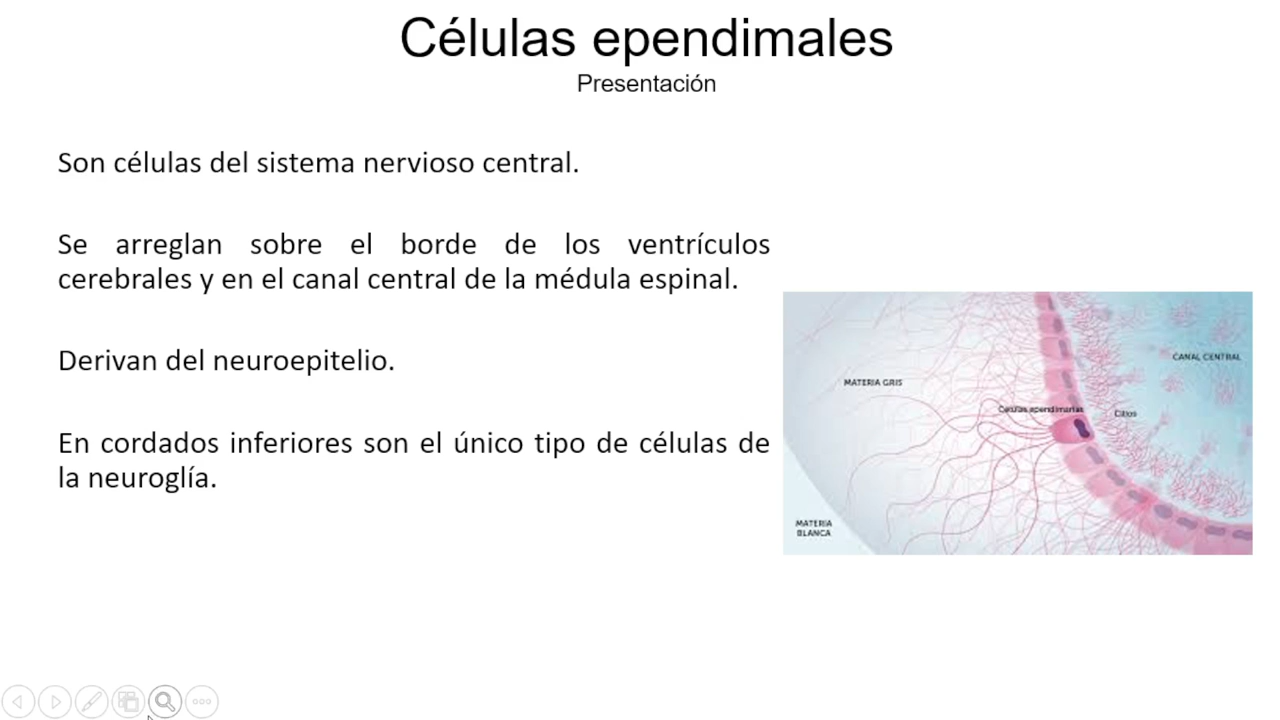 Células ependimales
Presentación
Son células del sistema nervioso central.
Se arreglan sobre el borde de los ventrículos
cerebrales y en el canal central de la médula espinal.
Derivan del neuroepitelio.
En cordados inferiores son el único tipo de células de
la neuroglía.
CANAL CENTRAL
MATERIA GRIS
Células ependimarias
Cilios
MATERIA
BLANCA